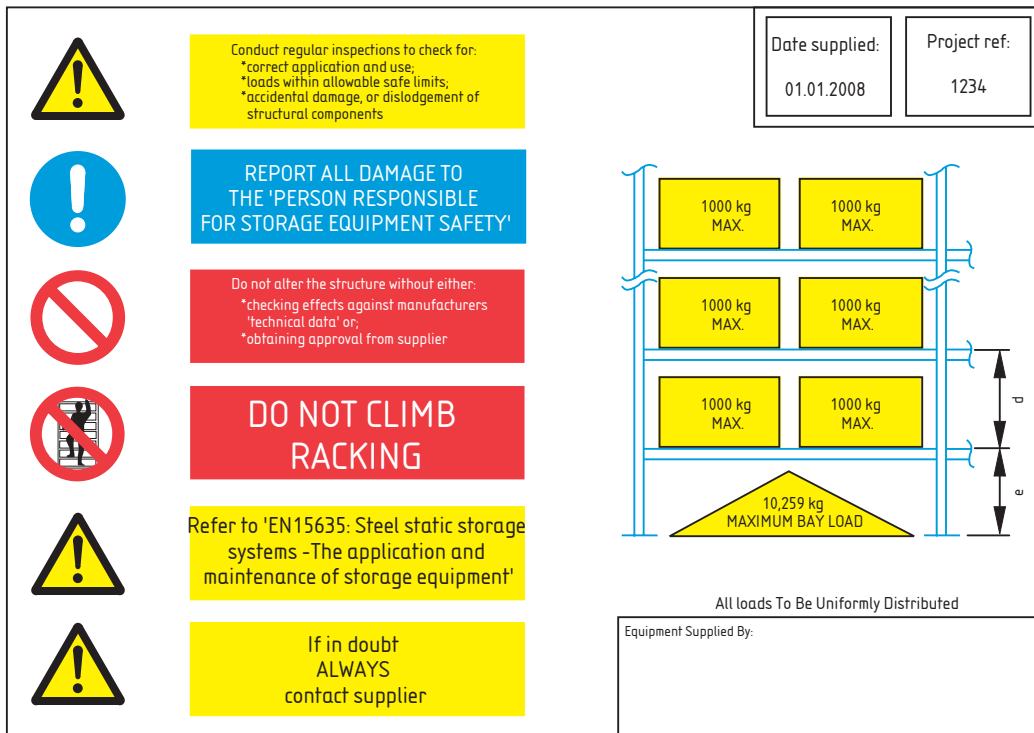 Conduct regular inspections to check for:
*correct application and use;
*loads within allowable safe limits;
*accidental damage, or dislodgement of
structural components
REPORT ALL DAMAGE TO
THE 'PERSON RESPONSIBLE
FOR STORAGE EQUIPMENT SAFETY'
Do not alter the structure without either:
*checking effects against manufacturers
'technical data' or;
*obtaining approval from supplier
DO NOT CLIMB
RACKING
Refer to 'EN15635: Steel static storage
systems -The application and
maintenance of storage equipment'
If in doubt
ALWAYS
contact supplier
Date supplied:
01.01.2008
Project ref:
1234
1000 kg
MAX.
1000 kg
MAX.
1000 kg
MAX.
1000 kg
MAX.
1000 kg
MAX.
1000 kg
MAX.
d
e
10,259 kg
MAXIMUM BAY LOAD
All loads To Be Uniformly Distributed
Equipment Supplied By: